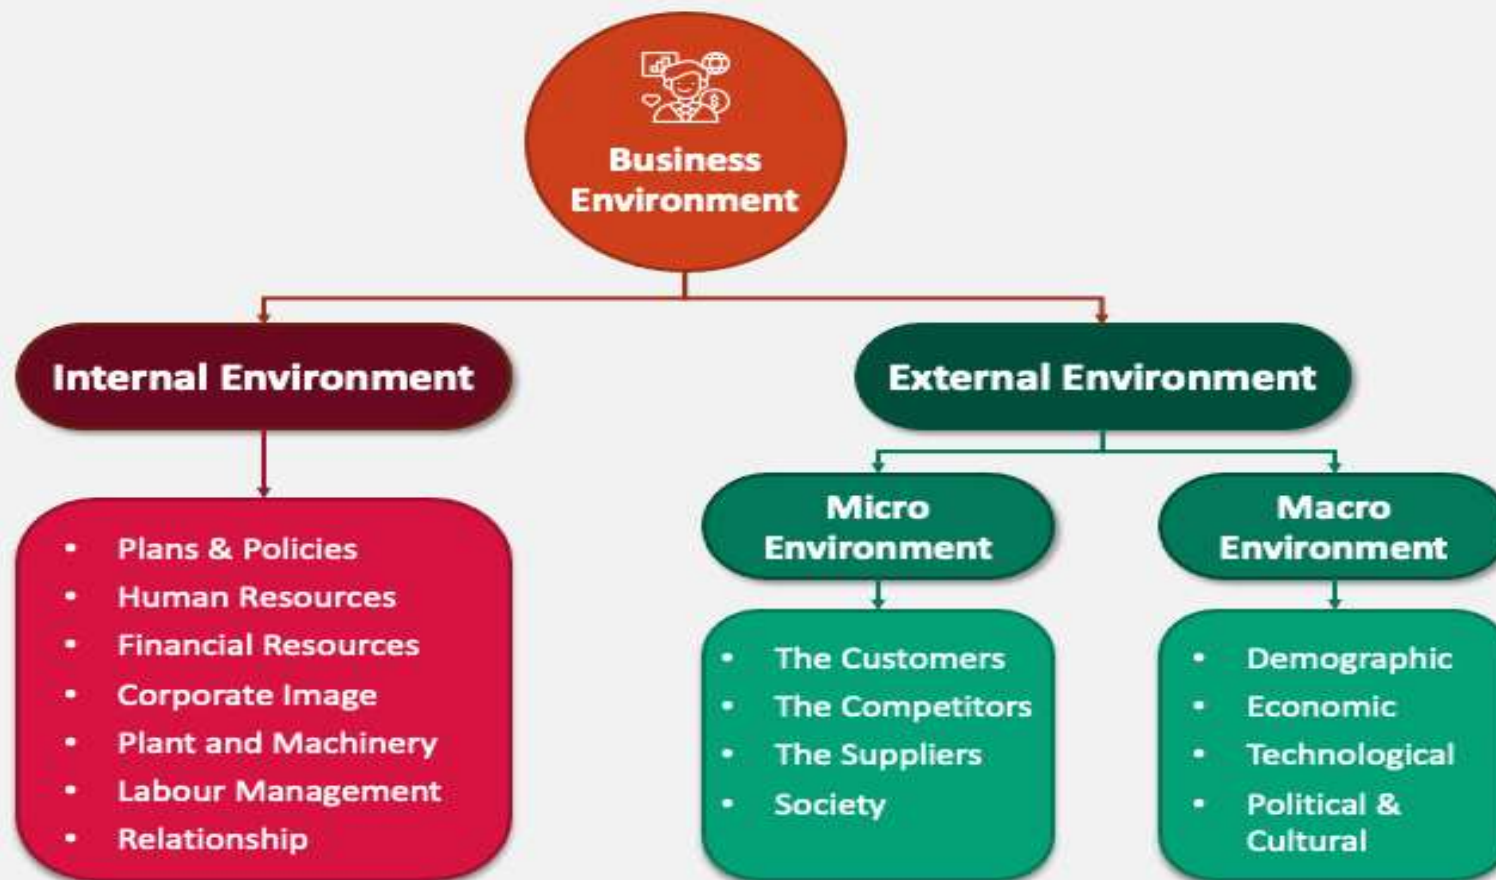 Business
Environment
Internal Environment
External Environment
Micro
Environment
Macro
Environment
• Plans & Policies
• Human Resources
• Financial Resources
• Corporate Image
• Plant and Machinery
• Labour Management
• Relationship
• The Customers
• The Competitors
• The Suppliers
• Society
• Demographic
• Economic
• Technological
• Political &
Cultural